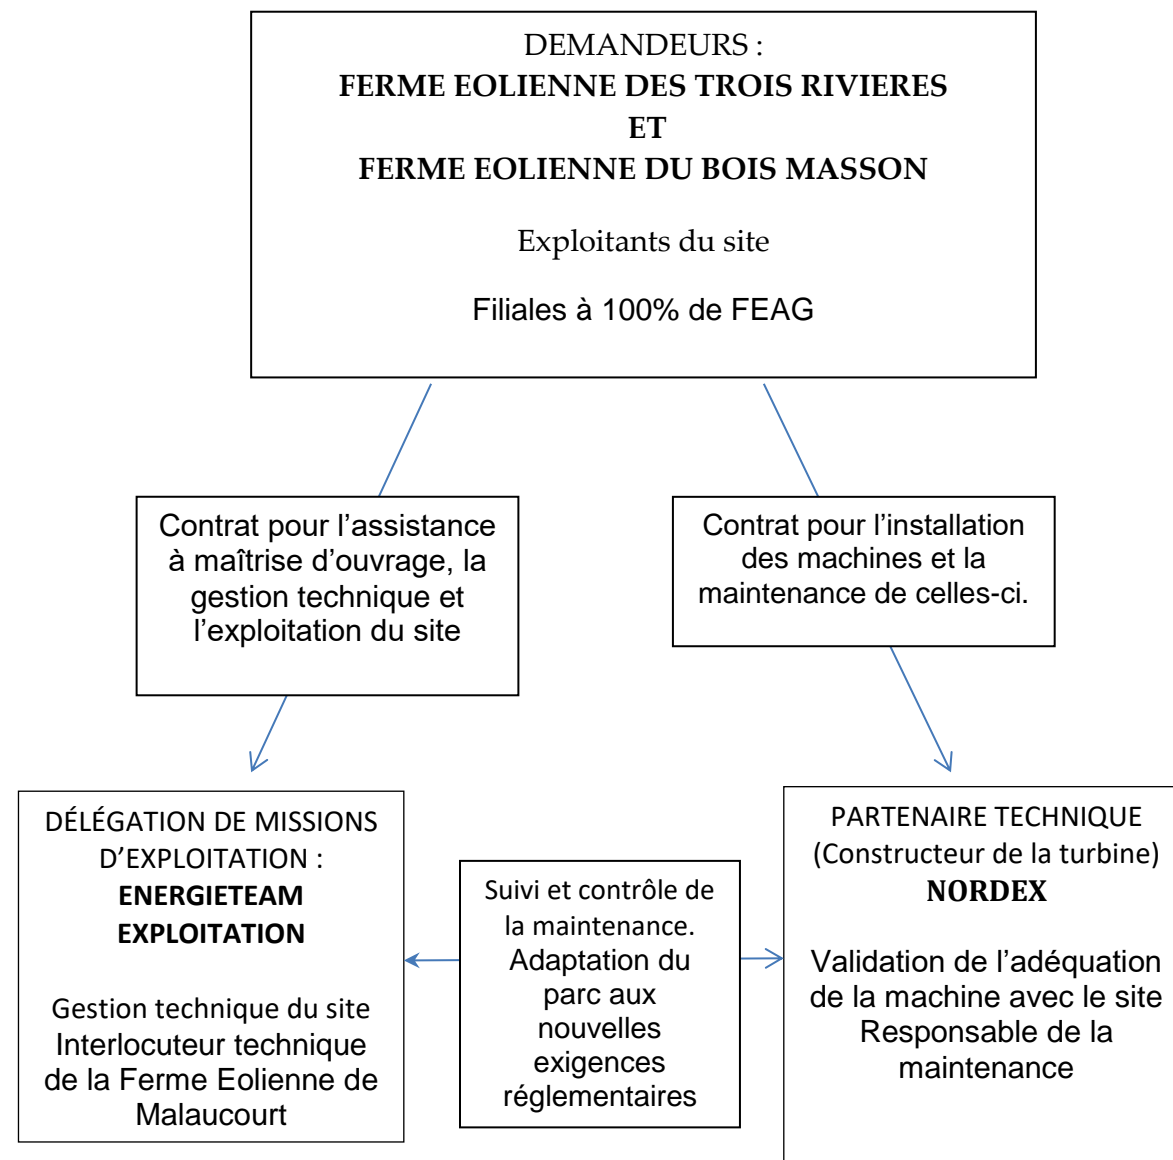 DEMANDEURS :
FERME EOLIENNE DES TROIS RIVIERES
ET
FERME EOLIENNE DU BOIS MASSON
Exploitants du site
Filiales à 100% de FEAG
Contrat pour l’assistance
à maîtrise d’ouvrage, la
gestion technique et
l’exploitation du site
Contrat pour l’installation
des machines et la
maintenance de celles-ci.
DÉLÉGATION DE MISSIONS
D’EXPLOITATION :
ENERGIETEAM
EXPLOITATION
Gestion technique du site
Interlocuteur technique
de la Ferme Eolienne de
Malaucourt
Suivi et contrôle de
la maintenance.
Adaptation du
parc aux
nouvelles
exigences
réglementaires
PARTENAIRE TECHNIQUE
(Constructeur de la turbine)
NORDEX
Validation de l’adéquation
de la machine avec le site
Responsable de la
maintenance